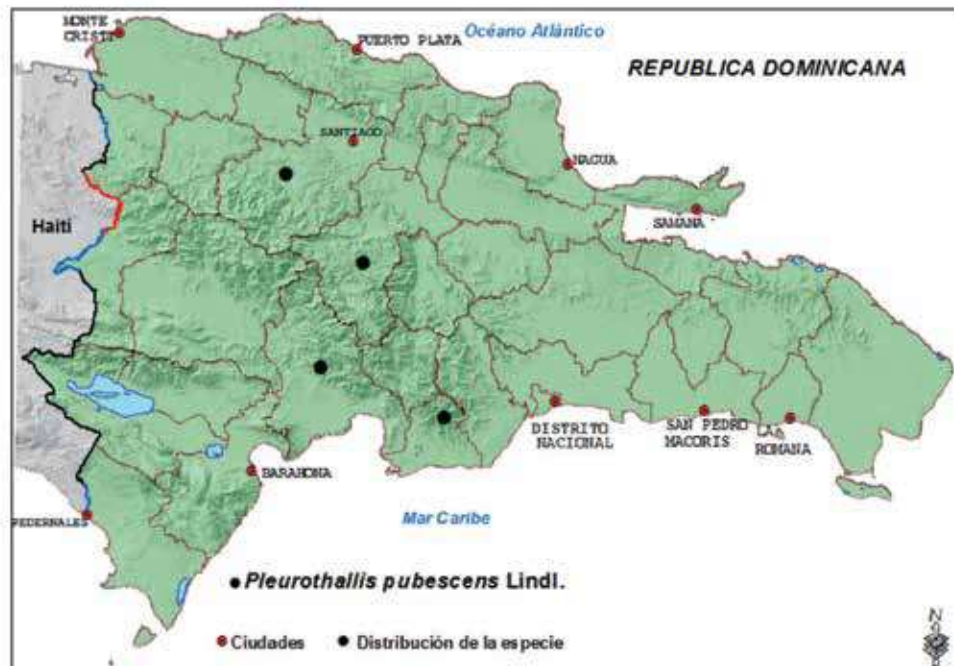 MONTE
CRISTI
PUERTO PLATA
Océano Atlántico
REPUBLICA DOMINICANA
SANTIAGO
NAGUA
Haití
SAMANA
DISTRITO
NACIONAL
SAN PEDRO
MACORIS
LA
ROMANA
BARAHONA
PEDERNALES
Mar Caribe
Pleurothallis pubescens Lindl.
Ciudades
Distribución de la especie
N